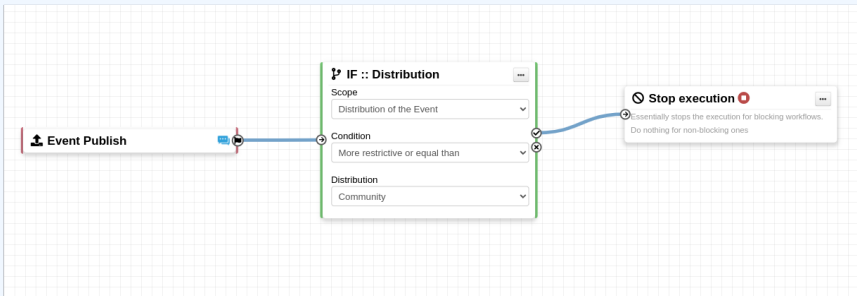 Event Publish
IF :: Distribution
Scope
Distribution of the Event
Condition
More restrictive or equal than
Distribution
Community
Stop execution
Essentially stops the execution for blocking workflows.
Do nothing for non-blocking ones